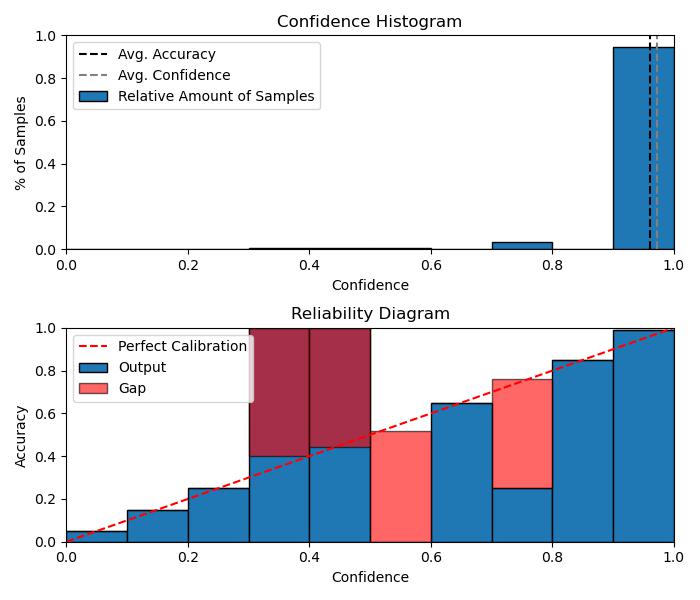 Confidence Histogram
1.0
0.8
0.6
0.4
0.2
0.0
% of Samples
Avg. Accuracy
Avg. Confidence
Relative Amount of Samples
0.0 0.2 0.4 0.6 0.8 1.0
Confidence
Reliability Diagram
1.0
0.8
0.6
0.4
0.2
0.0
Accuracy
Perfect Calibration
Output
Gap
0.0 0.2 0.4 0.6 0.8 1.0
Confidence